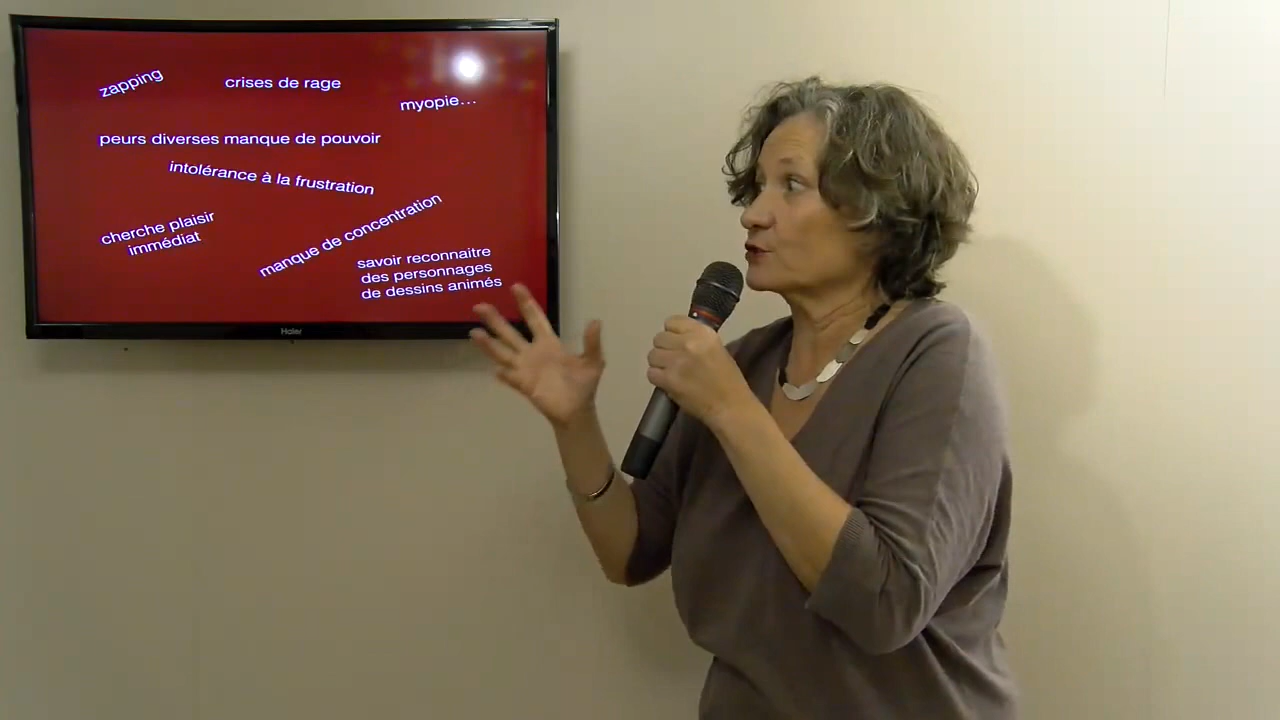 zapping
crises de rage
myopie...
peurs diverses manque de pouvoir
intolérance à la frustration
cherche plaisir
immédiat
manque de concentration
savoir reconnaitre
des personnages
de dessins animés
Haier